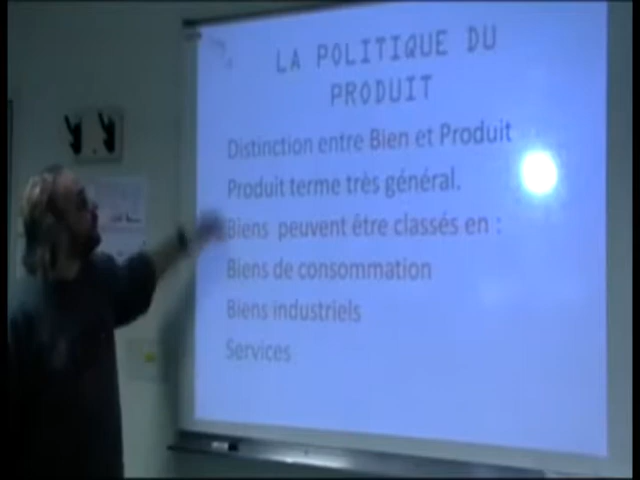 LA POLITIQUE DU
PRODUIT
Distinction entre Bien et Produit
Produit terme très général.
Biens peuvent être classés en :
Biens de consommation
Biens industriels
Services